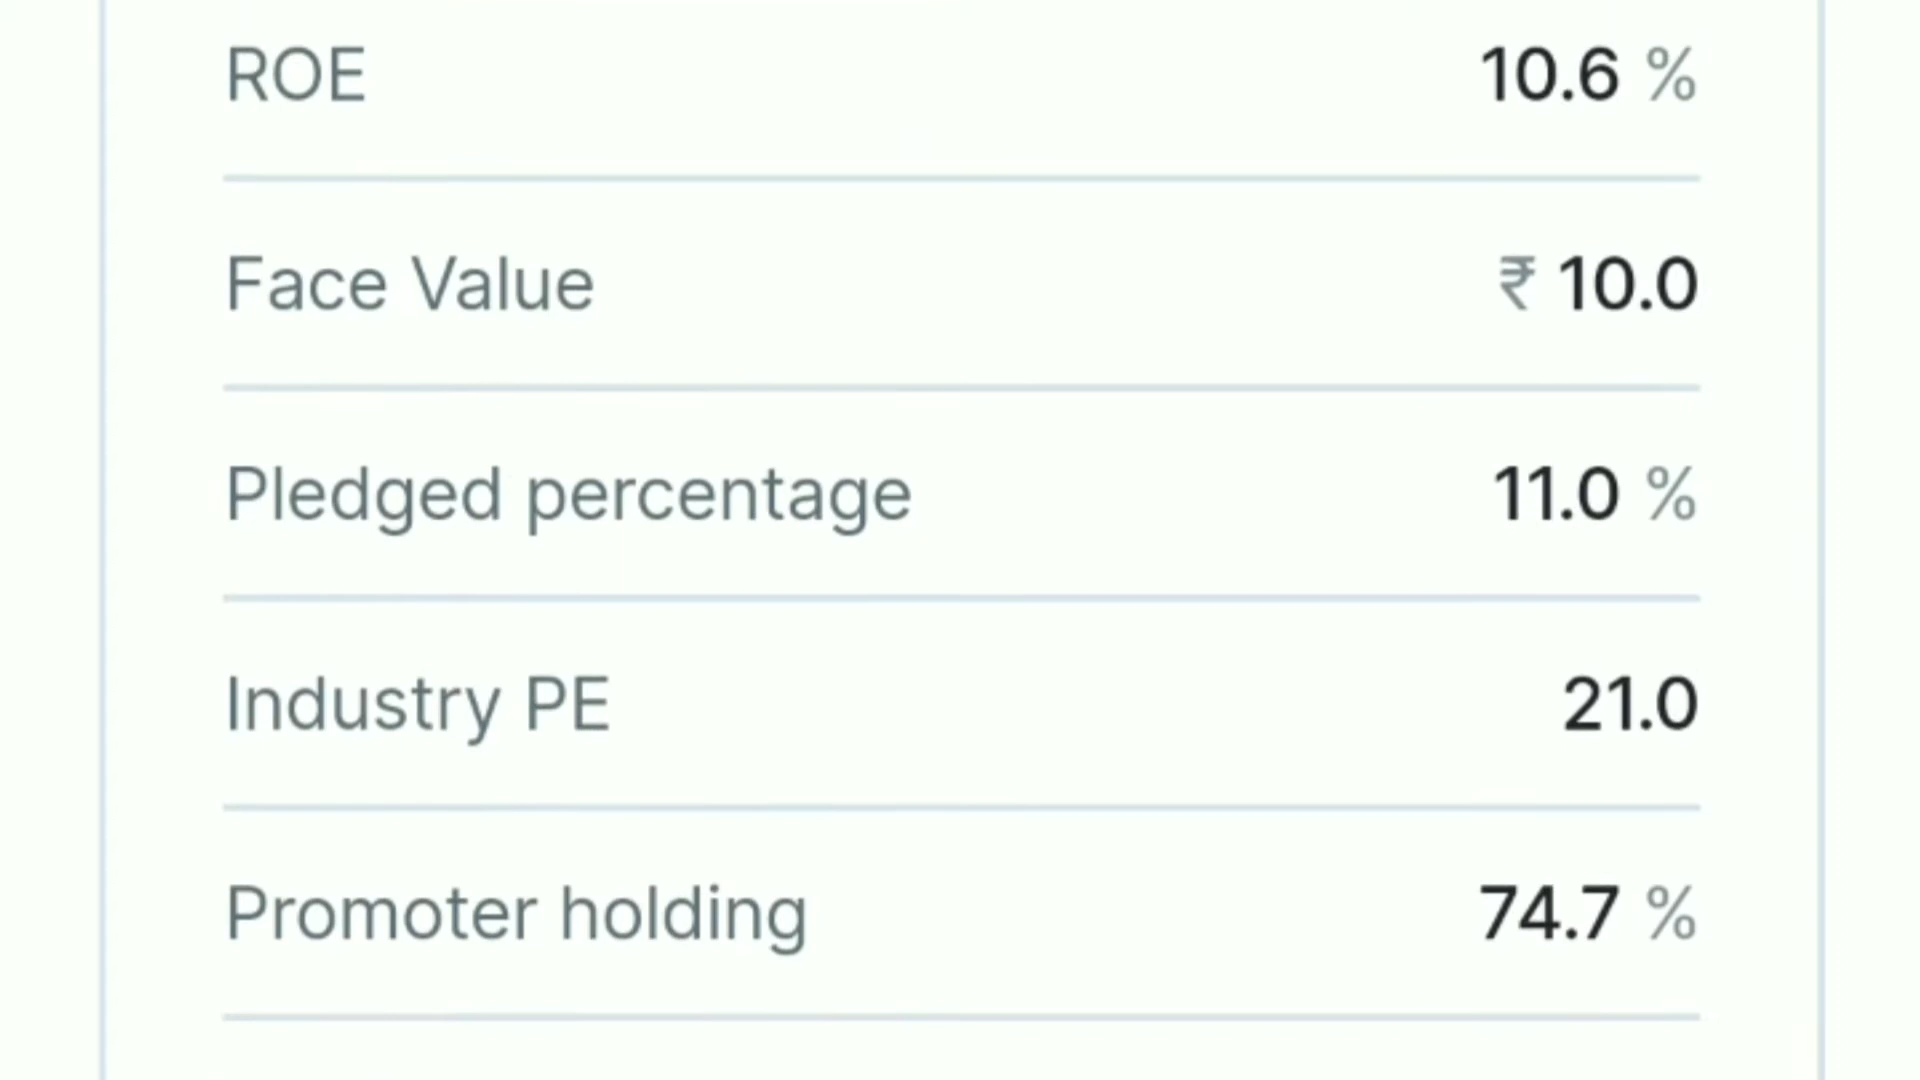 ROE 10.6 %
Face Value ₹ 10.0
Pledged percentage 11.0 %
Industry PE 21.0
Promoter holding 74.7 %